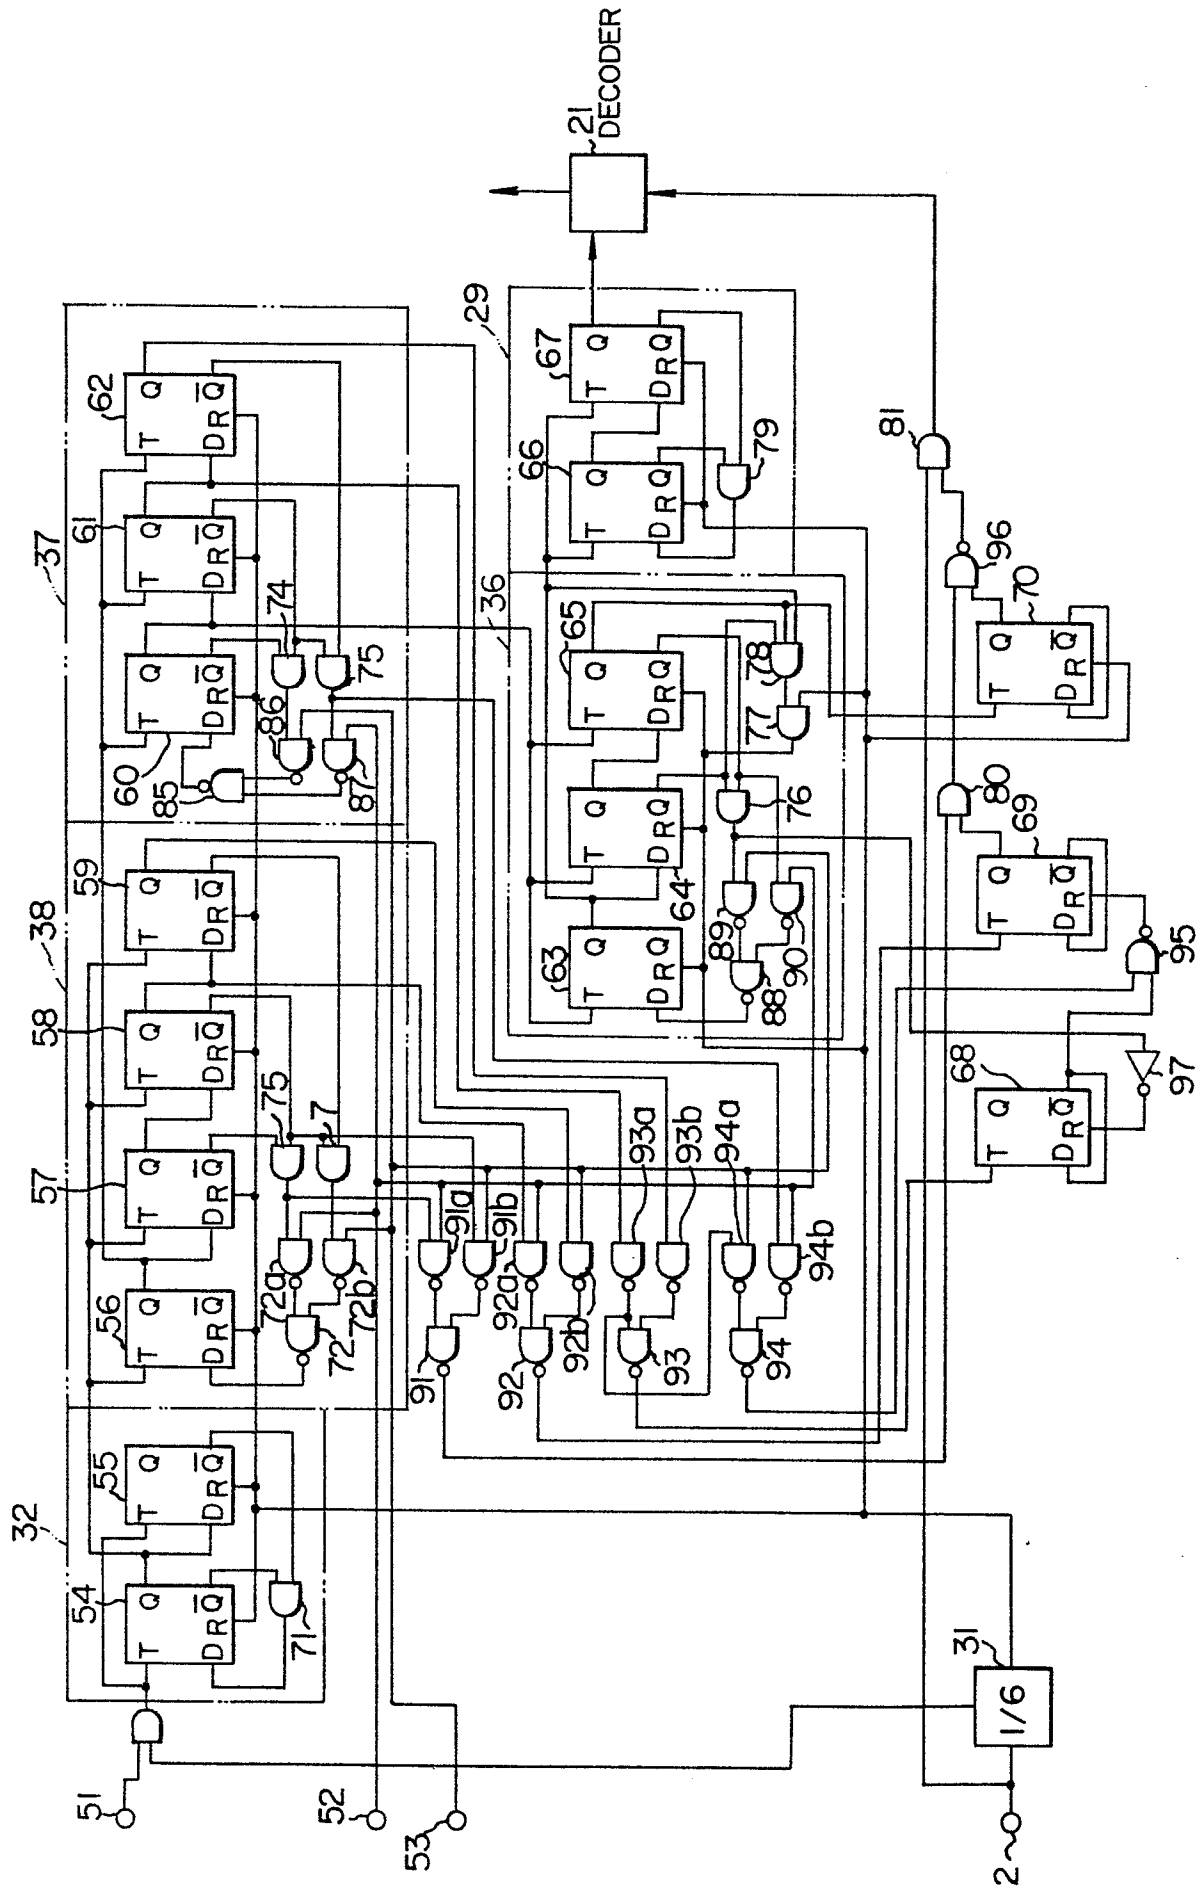 32
38
37
51
54
55
56
57
58
59
60
61
62
T Q
D R Q̅
T Q
D R Q̅
T Q
D R Q̅
T Q
D R Q̅
T Q
D R Q̅
T Q
D R Q̅
T Q
D R Q̅
T Q
D R Q̅
T Q
D R Q̅
71
72a
72b
72
75
7
85
86
87
74
75
52
53
91
91a
91b
92
92a
92b
93
93a
93b
94
94a
94b
36
29
63
64
65
66
67
T Q
D R Q
T Q
D R Q
T Q
D R Q
T Q
D R Q
T Q
D R Q
88
89
90
76
77
78
79
21
DECODER
81
80
96
2
31
1/6
68
69
70
T Q
D R Q̅
T Q
D R Q̅
T Q
D R Q̅
97
95